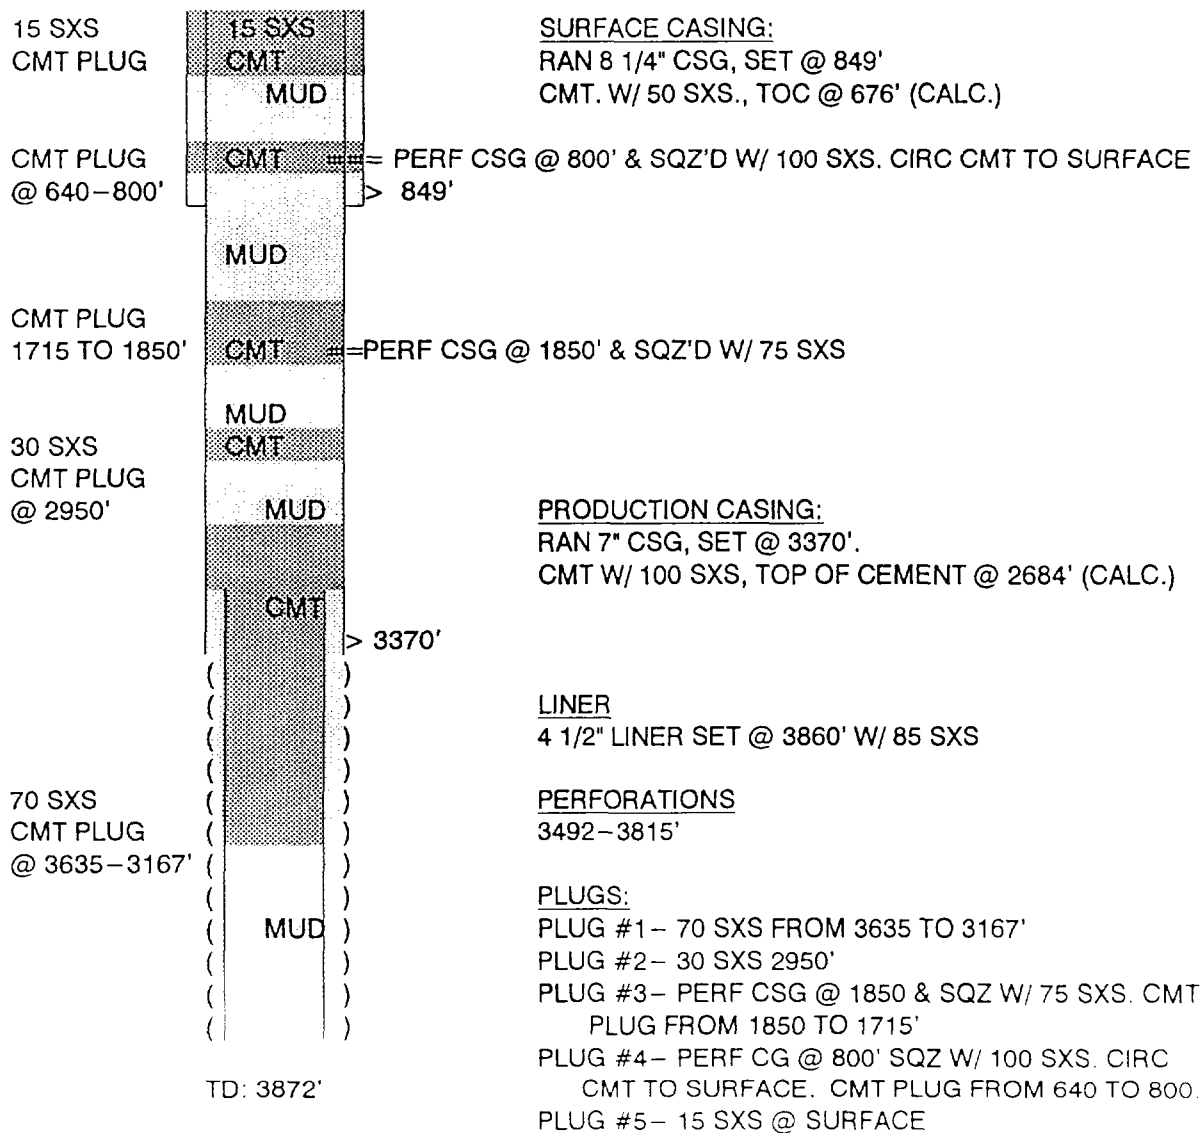 15 SXS
CMT PLUG
15 SXS
CMT
MUD
SURFACE CASING:
RAN 8 1/4" CSG, SET @ 849'
CMT. W/ 50 SXS., TOC @ 676' (CALC.)
CMT PLUG
@ 640-800'
CMT
= PERF CSG @ 800' & SQZ'D W/ 100 SXS. CIRC CMT TO SURFACE
> 849'
MUD
CMT PLUG
1715 TO 1850'
CMT
=PERF CSG @ 1850' & SQZ'D W/ 75 SXS
MUD
30 SXS
CMT PLUG
@ 2950'
CMT
MUD
PRODUCTION CASING:
RAN 7" CSG, SET @ 3370'.
CMT W/ 100 SXS, TOP OF CEMENT @ 2684' (CALC.)
CMT
> 3370'
LINER
4 1/2" LINER SET @ 3860' W/ 85 SXS
70 SXS
CMT PLUG
@ 3635-3167'
PERFORATIONS
3492-3815'
MUD
PLUGS:
PLUG #1- 70 SXS FROM 3635 TO 3167'
PLUG #2- 30 SXS 2950'
PLUG #3- PERF CSG @ 1850 & SQZ W/ 75 SXS. CMT
PLUG FROM 1850 TO 1715'
PLUG #4- PERF CG @ 800' SQZ W/ 100 SXS. CIRC
CMT TO SURFACE. CMT PLUG FROM 640 TO 800.
PLUG #5- 15 SXS @ SURFACE
TD: 3872'